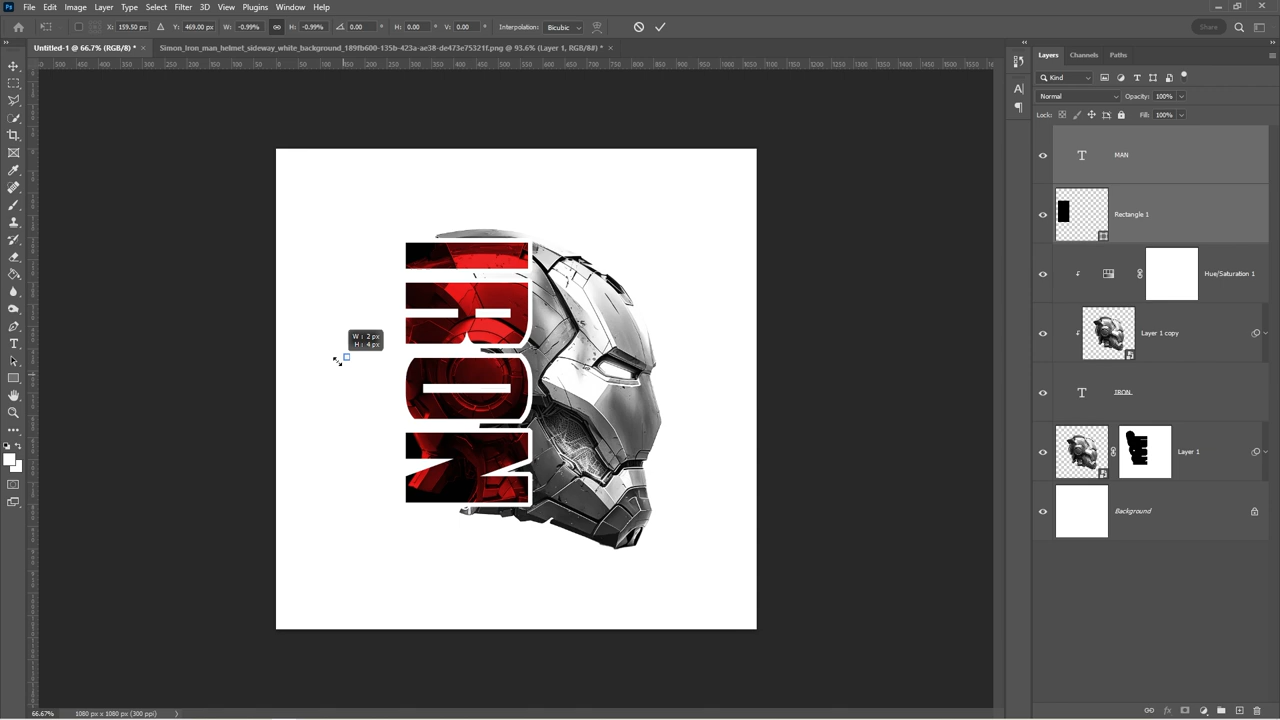 File Edit Image Layer Type Select Filter 3D View Plugins Window Help
X: 159.50 px Y: 469.00 px W: -0.99% H: -0.99% 0.00 ° H: 0.00 ° V: 0.00 ° Interpolation: Bicubic Share
Untitled-1 @ 66.7% (RGB/8) * × Simon_Iron_man_helmet_sideway_white_background_189fb600-135b-423a-ae38-de473e75321f.png @ 93.6% (Layer 1, RGB/8#) * ×
Layers Channels Paths
Kind
Normal Opacity: 100%
Lock: Fill: 100%
MAN
Rectangle 1
Hue/Saturation 1
Layer 1 copy
IRON
Layer 1
Background
W : 2 px
H : 4 px
IRON
66.67% 1080 px x 1080 px (300 ppi)